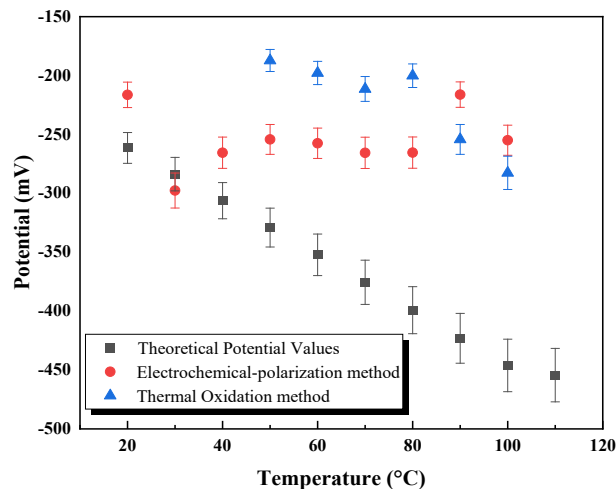 -150
-200
-250
-300
-350
-400
-450
-500
Potential (mV)
Theoretical Potential Values
Electrochemical-polarization method
Thermal Oxidation method
20 40 60 80 100 120
Temperature (°C)